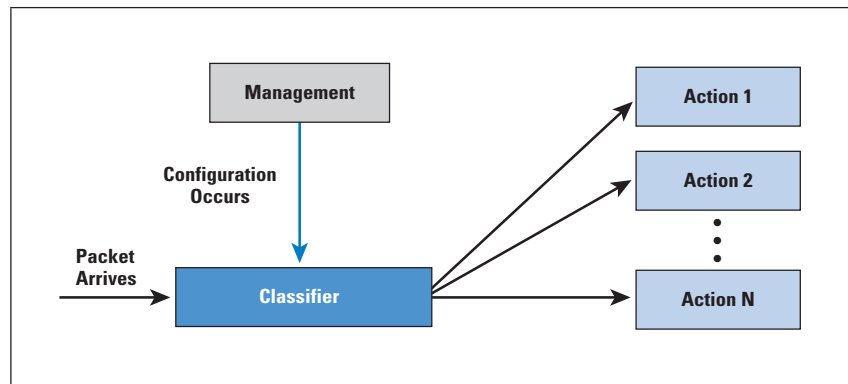 Management
Configuration
Occurs
Packet
Arrives
Classifier
Action 1
Action 2
Action N